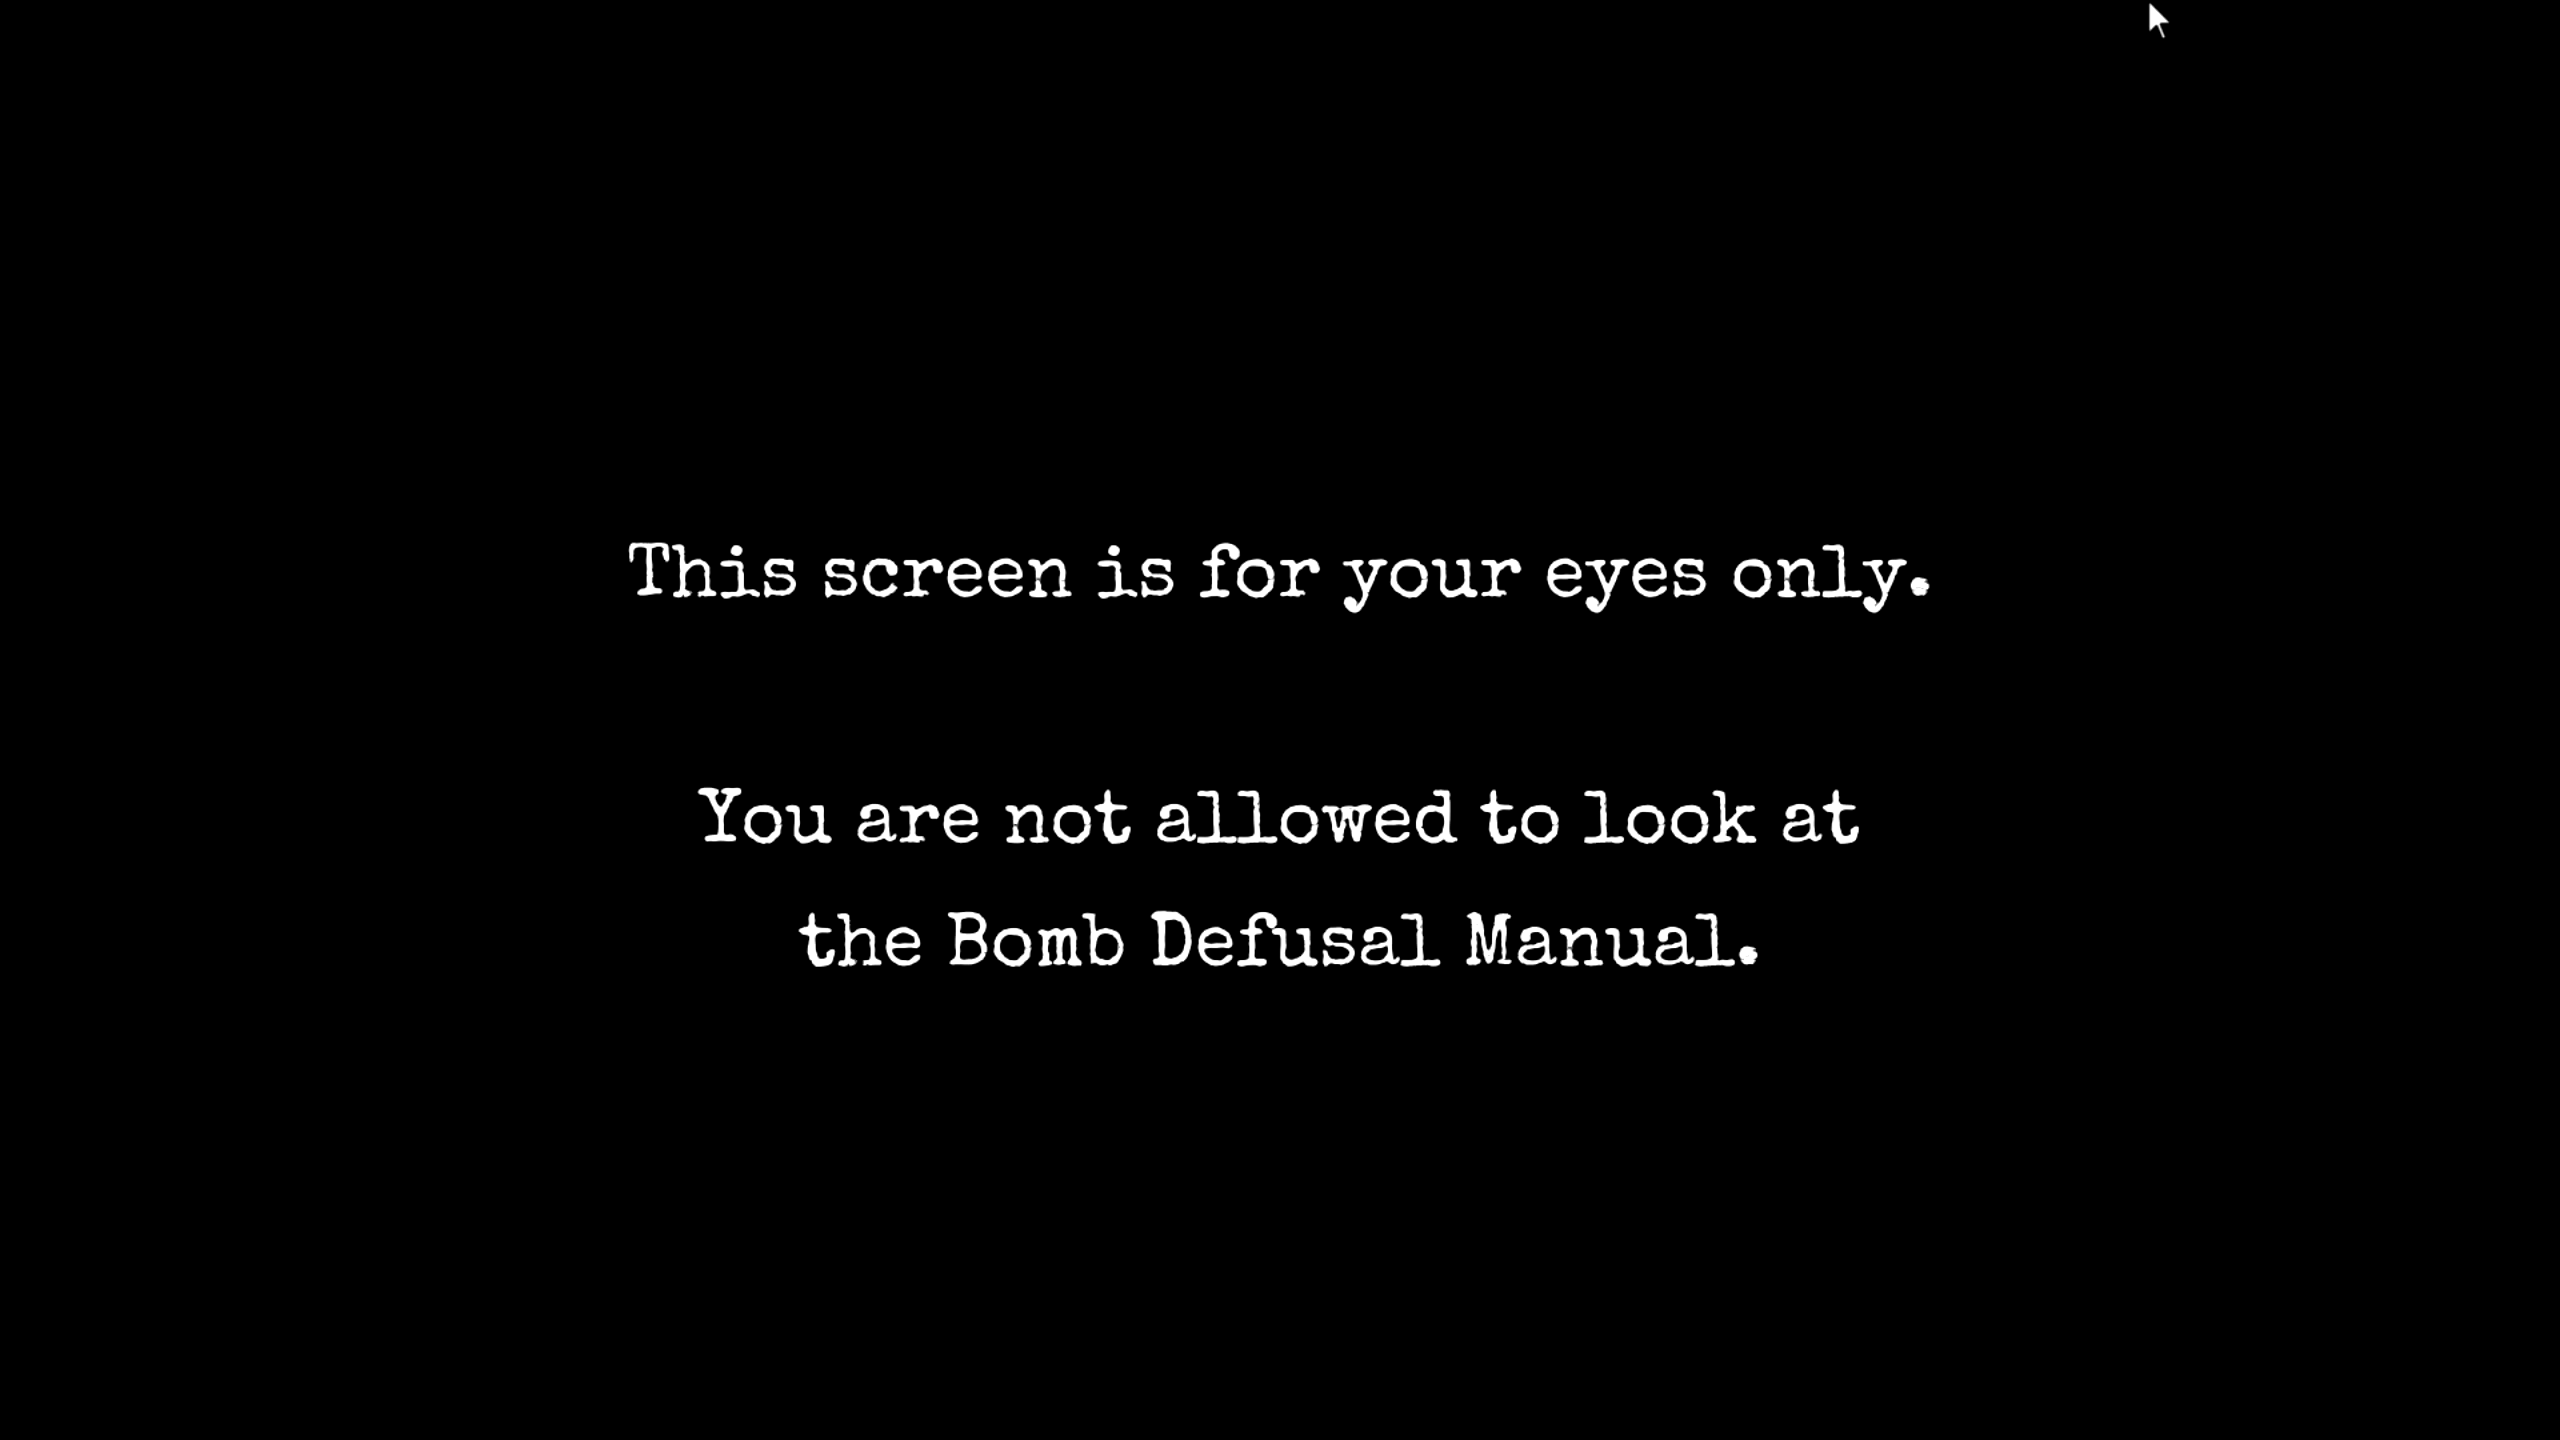 This screen is for your eyes only.
You are not allowed to look at
the Bomb Defusal Manual.